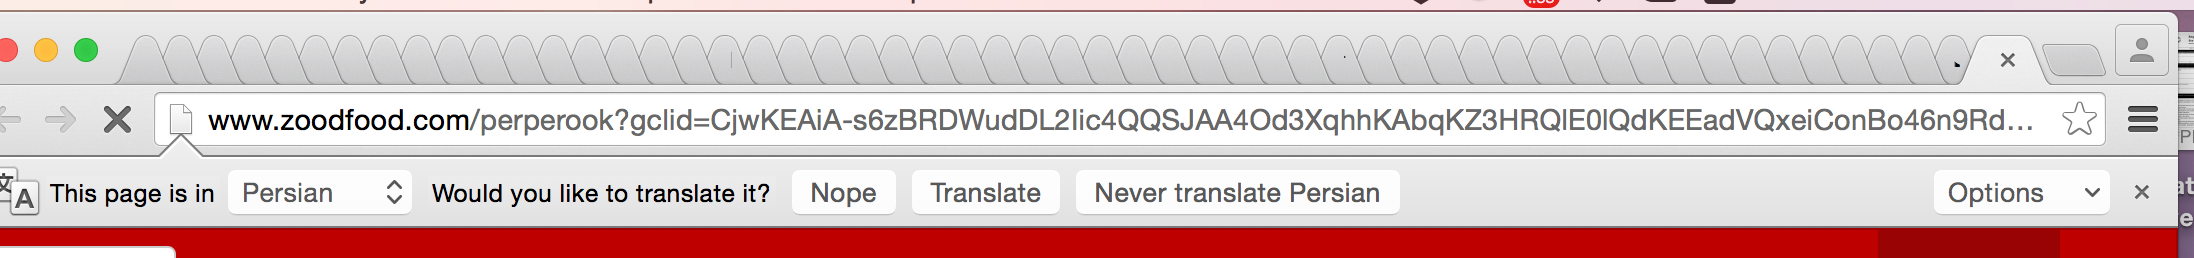 www.zoodfood.com/perperook?gclid=CjwKEAiA-s6zBRDWudDL2Iic4QQSJAA4Od3XqhhKAbqKZ3HRQlE0lQdKEEadVQxeiConBo46n9Rd...
This page is in Persian Would you like to translate it? Nope Translate Never translate Persian Options